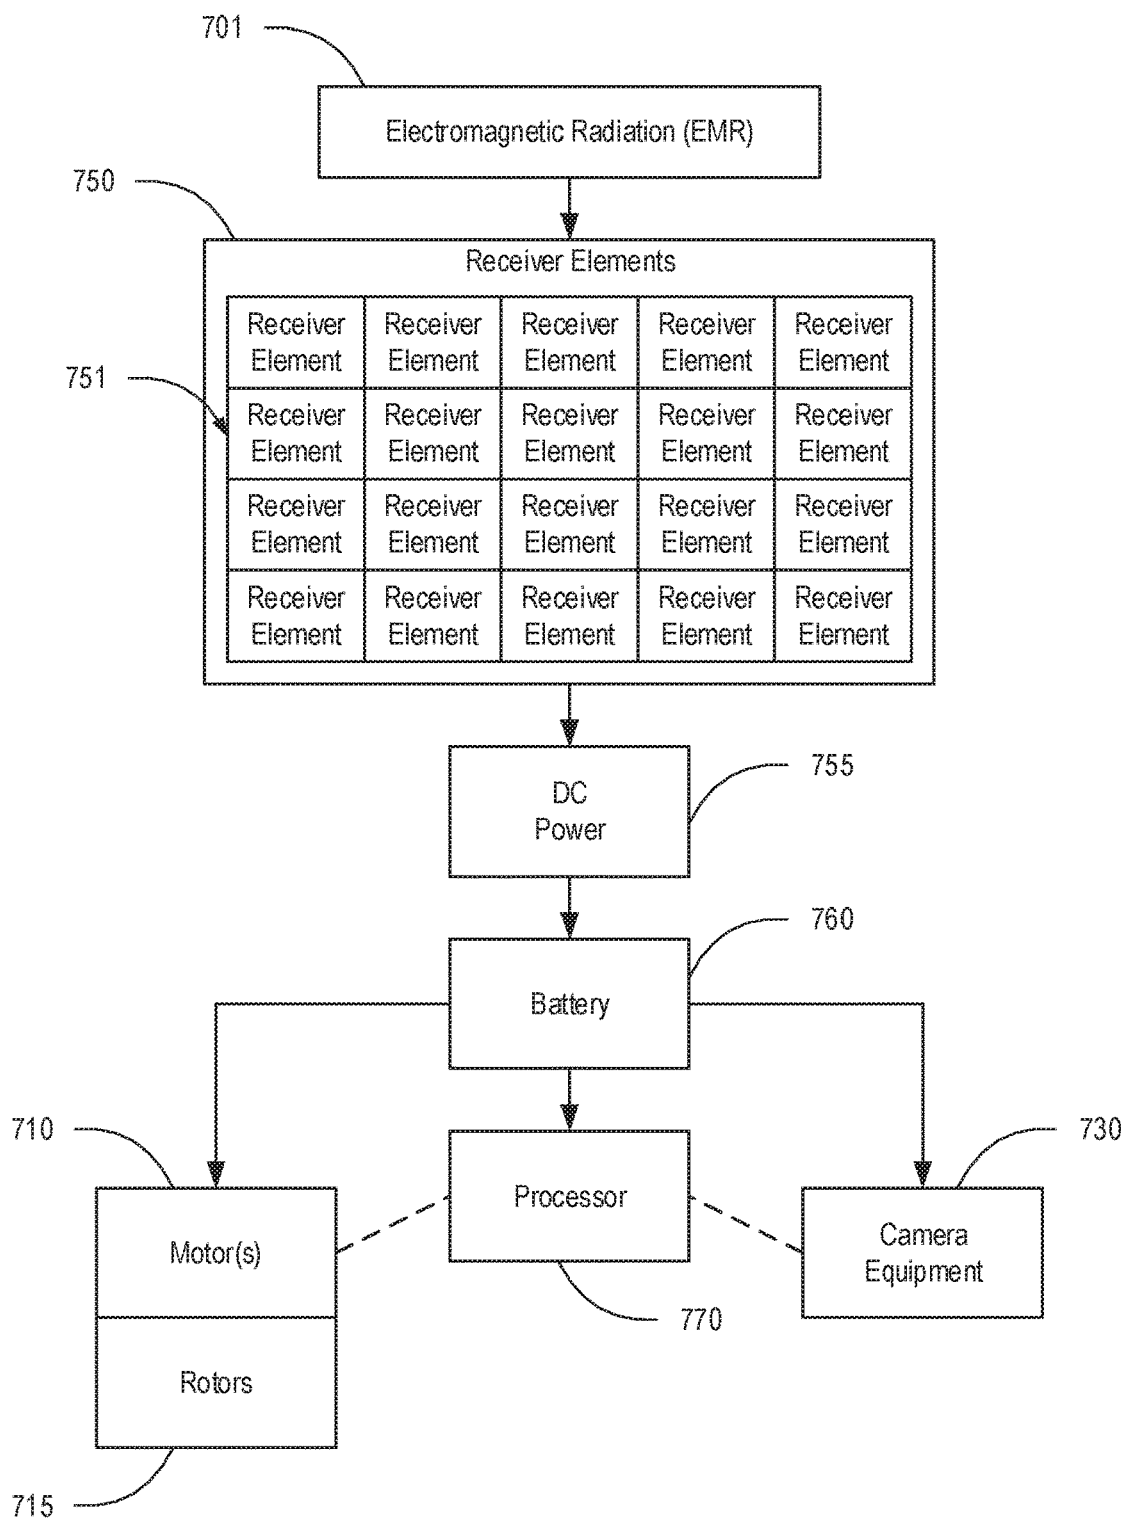 701
Electromagnetic Radiation (EMR)
750
Receiver Elements
Receiver Receiver Receiver Receiver Receiver
Element Element Element Element Element
751
Receiver Receiver Receiver Receiver Receiver
Element Element Element Element Element
Receiver Receiver Receiver Receiver Receiver
Element Element Element Element Element
Receiver Receiver Receiver Receiver Receiver
Element Element Element Element Element
755
DC
Power
760
Battery
710
730
Processor
Motor(s)
Camera
Equipment
770
Rotors
715